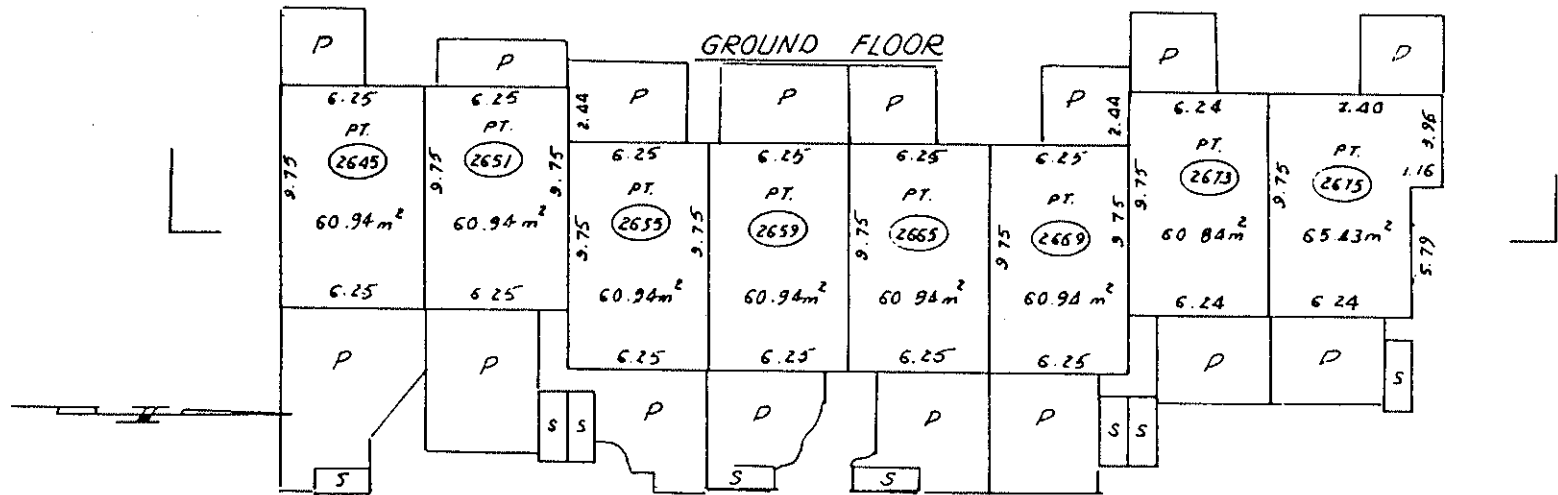 GROUND FLOOR
P P P P P P P P
6.25 6.25 2.44 6.25 6.25 6.25 6.25 2.44 6.24 7.40
PT. PT. PT. PT. PT. PT. PT. PT.
2645 2651 2655 2659 2665 2669 2673 2675
9.75 9.75 9.75 9.75 9.75 9.75 9.75 9.75 9.75 9.75 3.96
1.16
60.94 m² 60.94 m² 60.94 m² 60.94 m² 60.94 m² 60.94 m² 60.84 m² 5.79
6.25 6.25 6.25 6.25 6.25 6.25 6.24 6.24
P P P P P P P P
S S S S S S S S